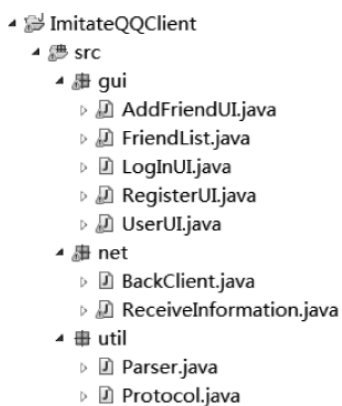 ImitateQQClient
src
gui
AddFriendUI.java
FriendList.java
LogInUI.java
RegisterUI.java
UserUI.java
net
BackClient.java
ReceiveInformation.java
util
Parser.java
Protocol.java